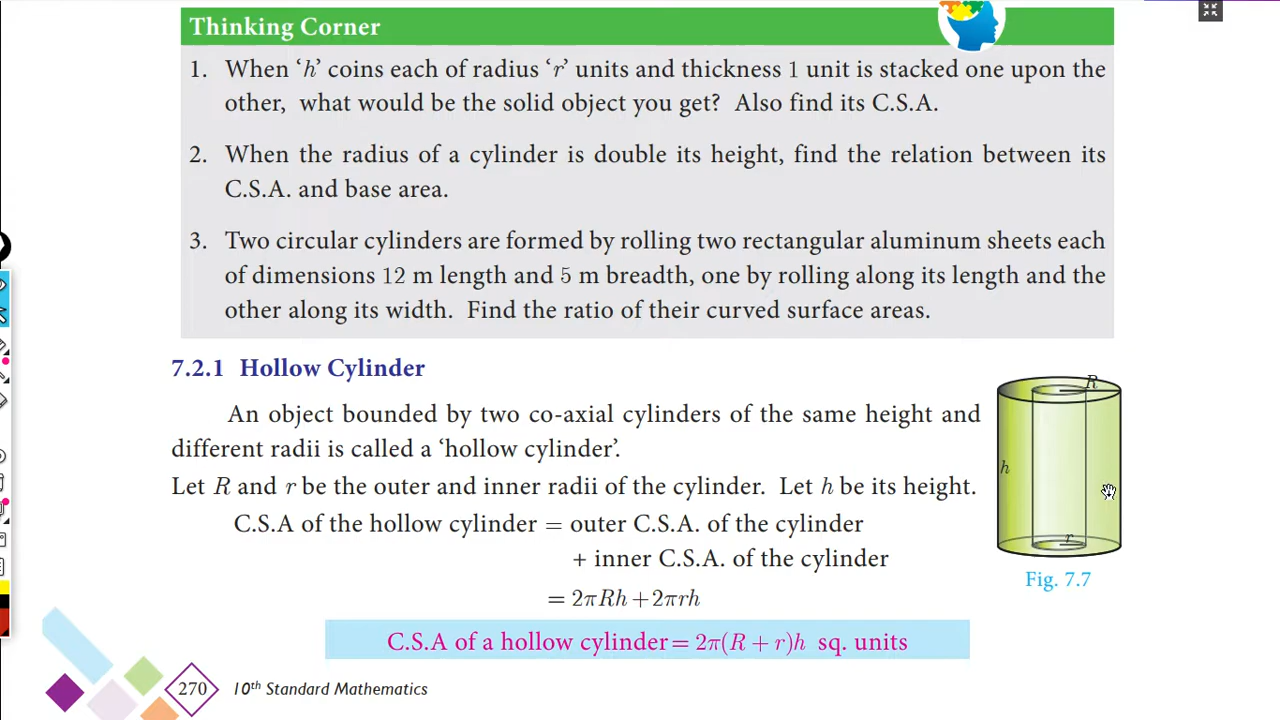 Thinking Corner
1. When ‘h’ coins each of radius ‘r’ units and thickness 1 unit is stacked one upon the
other, what would be the solid object you get? Also find its C.S.A.
2. When the radius of a cylinder is double its height, find the relation between its
C.S.A. and base area.
3. Two circular cylinders are formed by rolling two rectangular aluminum sheets each
of dimensions 12 m length and 5 m breadth, one by rolling along its length and the
other along its width. Find the ratio of their curved surface areas.
7.2.1 Hollow Cylinder
An object bounded by two co-axial cylinders of the same height and
different radii is called a ‘hollow cylinder’.
Let R and r be the outer and inner radii of the cylinder. Let h be its height.
C.S.A of the hollow cylinder = outer C.S.A. of the cylinder
+ inner C.S.A. of the cylinder
= 2πRh + 2πrh
C.S.A of a hollow cylinder = 2π(R + r)h sq. units
R
h
r
Fig. 7.7
270 10th Standard Mathematics